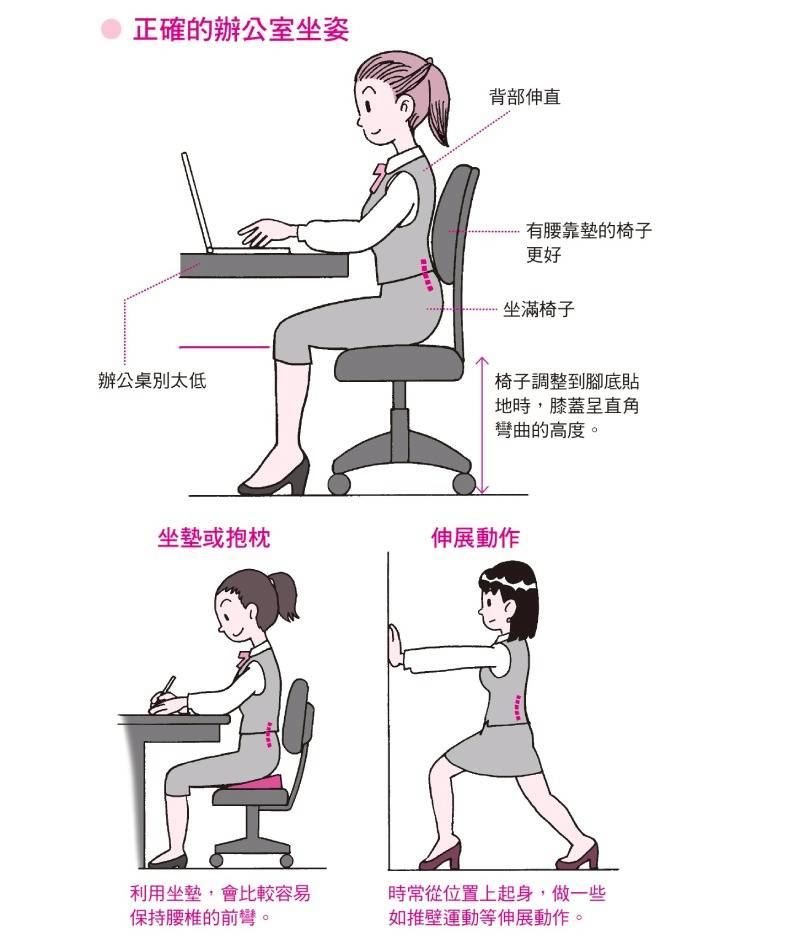 正確的辦公室坐姿
背部伸直
有腰靠墊的椅子
更好
坐滿椅子
辦公桌別太低
椅子調整到腳底貼
地時，膝蓋呈直角
彎曲的高度。
坐墊或抱枕
伸展動作
利用坐墊，會比較容易
保持腰椎的前彎。
時常從位置上起身，做一些
如推壁運動等伸展動作。